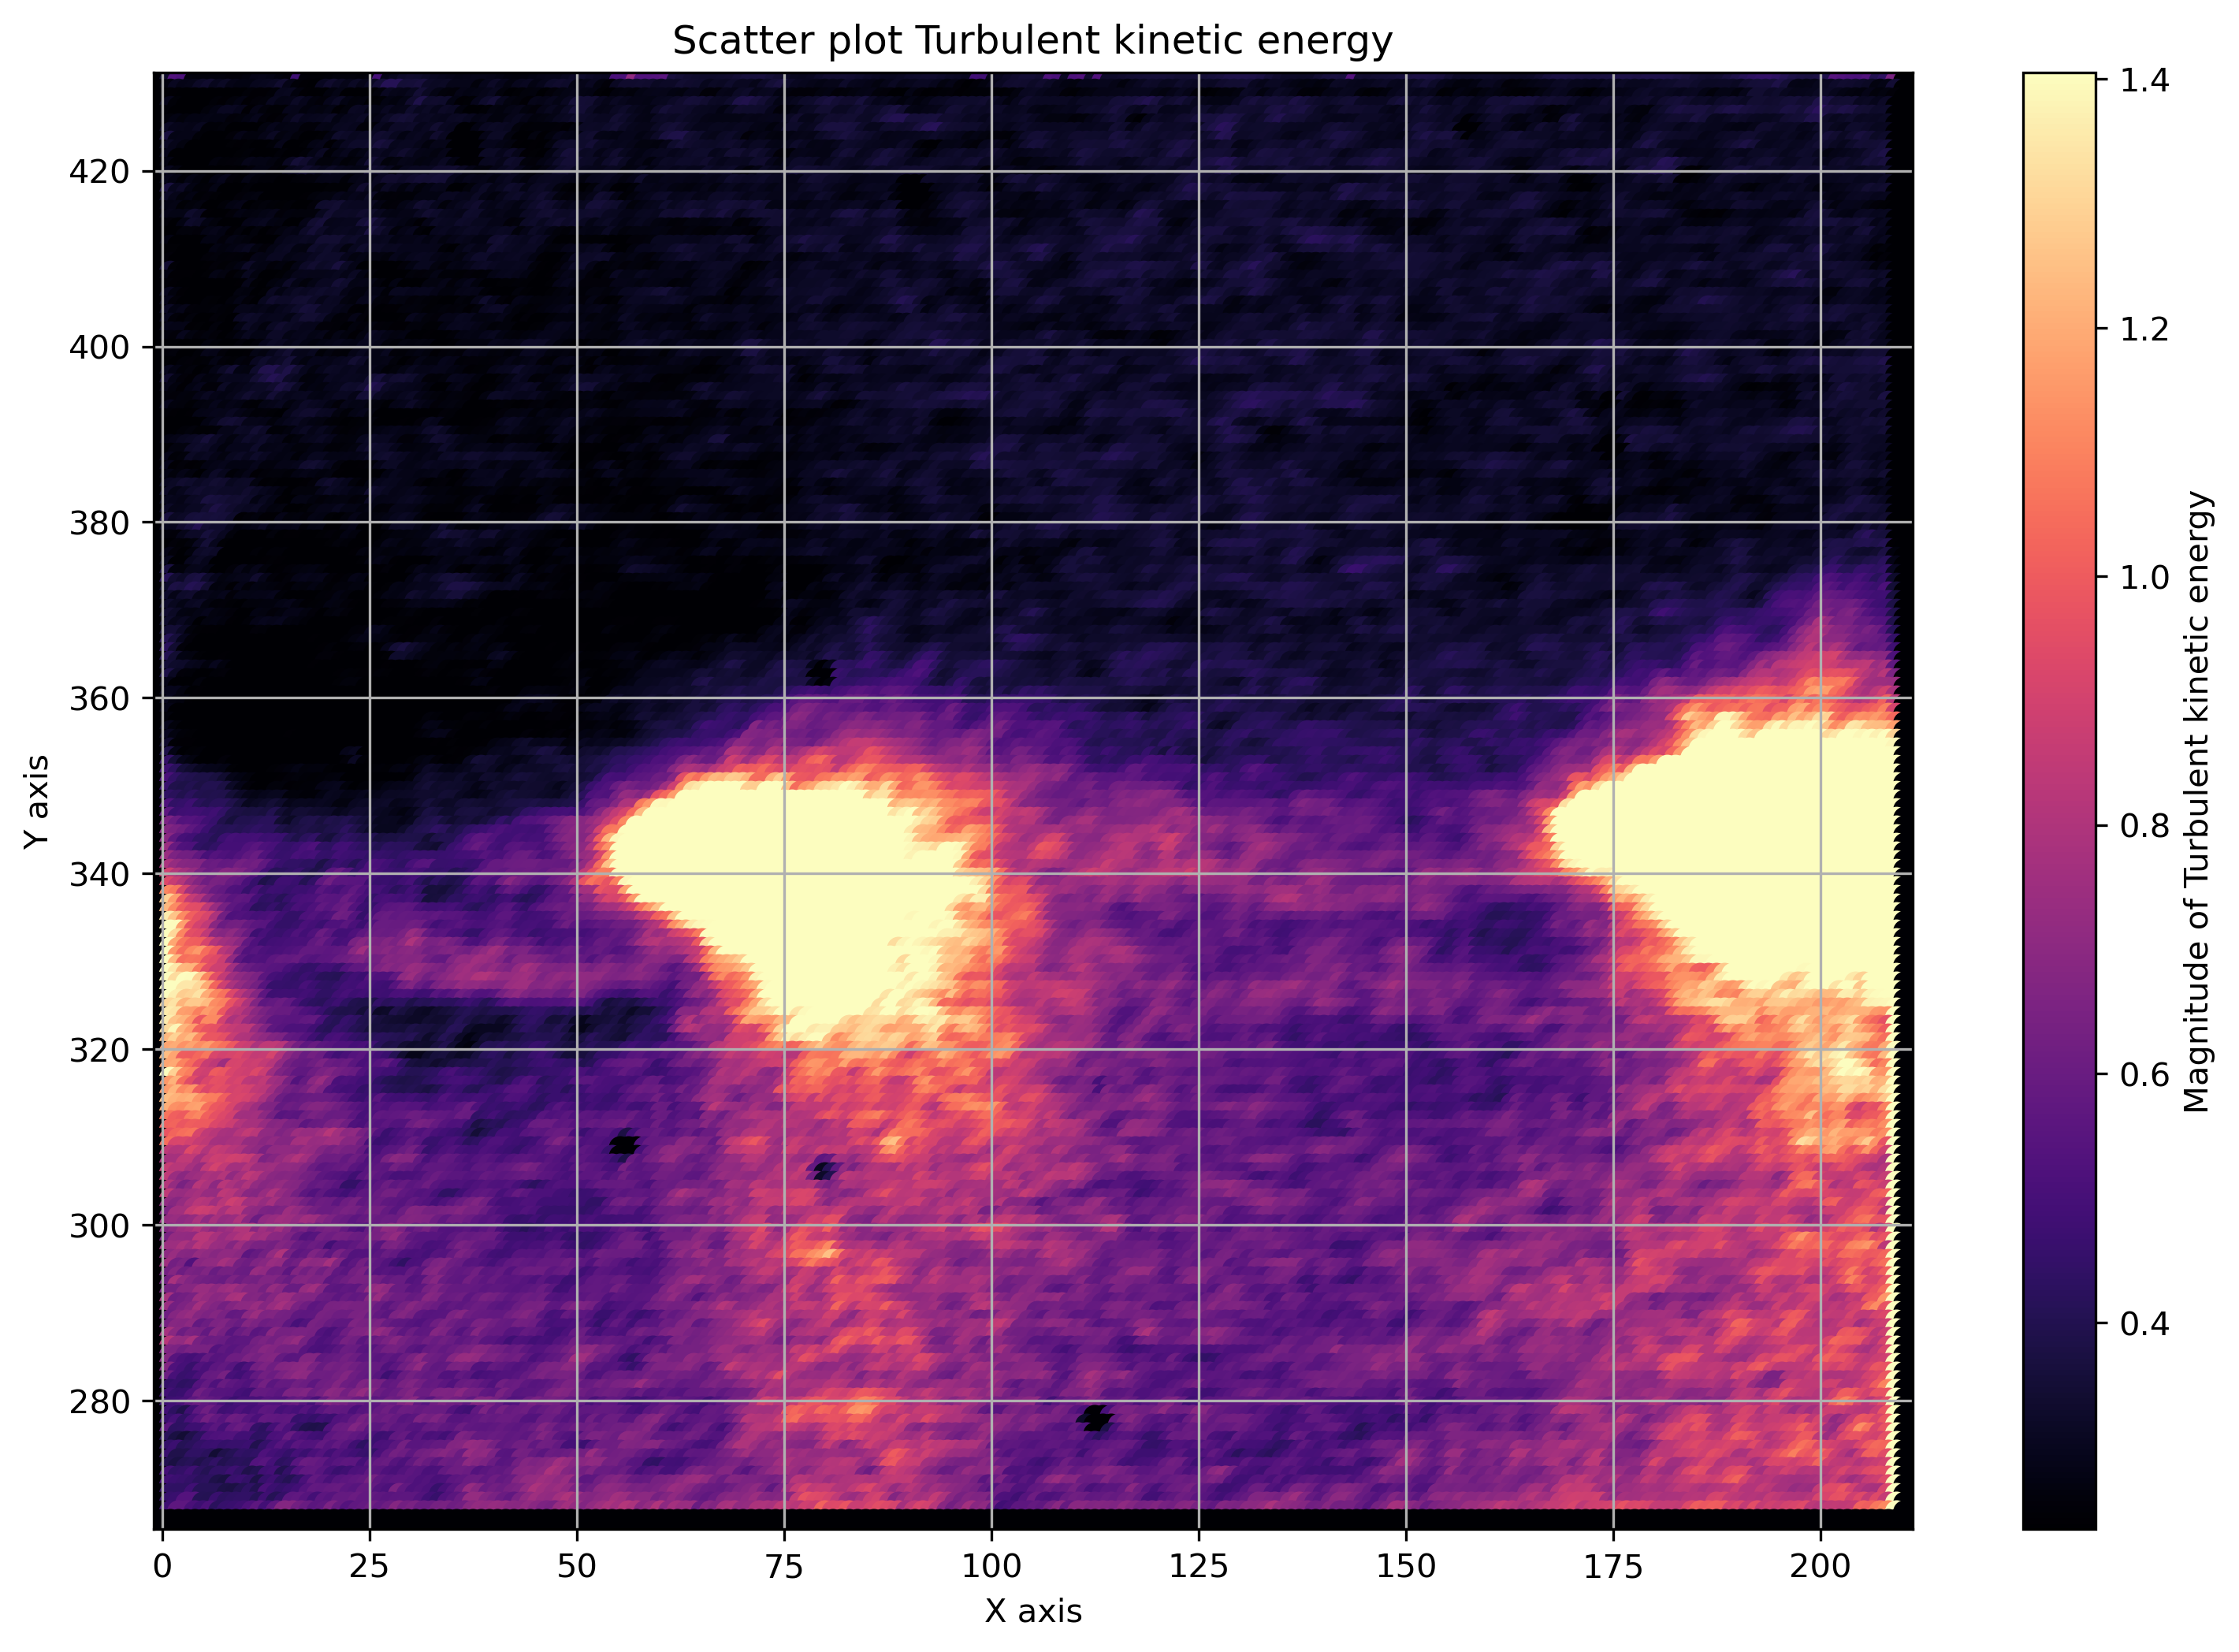 Scatter plot Turbulent kinetic energy
420
400
380
360
340
320
300
280
Y axis
0 25 50 75 100 125 150 175 200
X axis
1.4
1.2
1.0
0.8
0.6
0.4
Magnitude of Turbulent kinetic energy